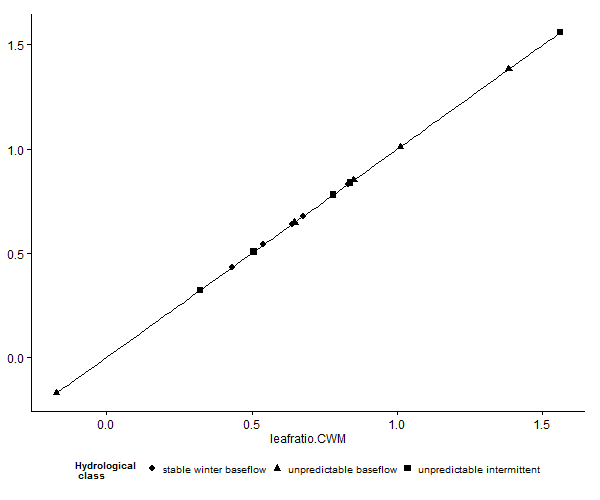 1.5
1.0
0.5
0.0
0.0 0.5 1.0 1.5
leafratio.CWM
Hydrological
class
stable winter baseflow unpredictable baseflow unpredictable intermittent